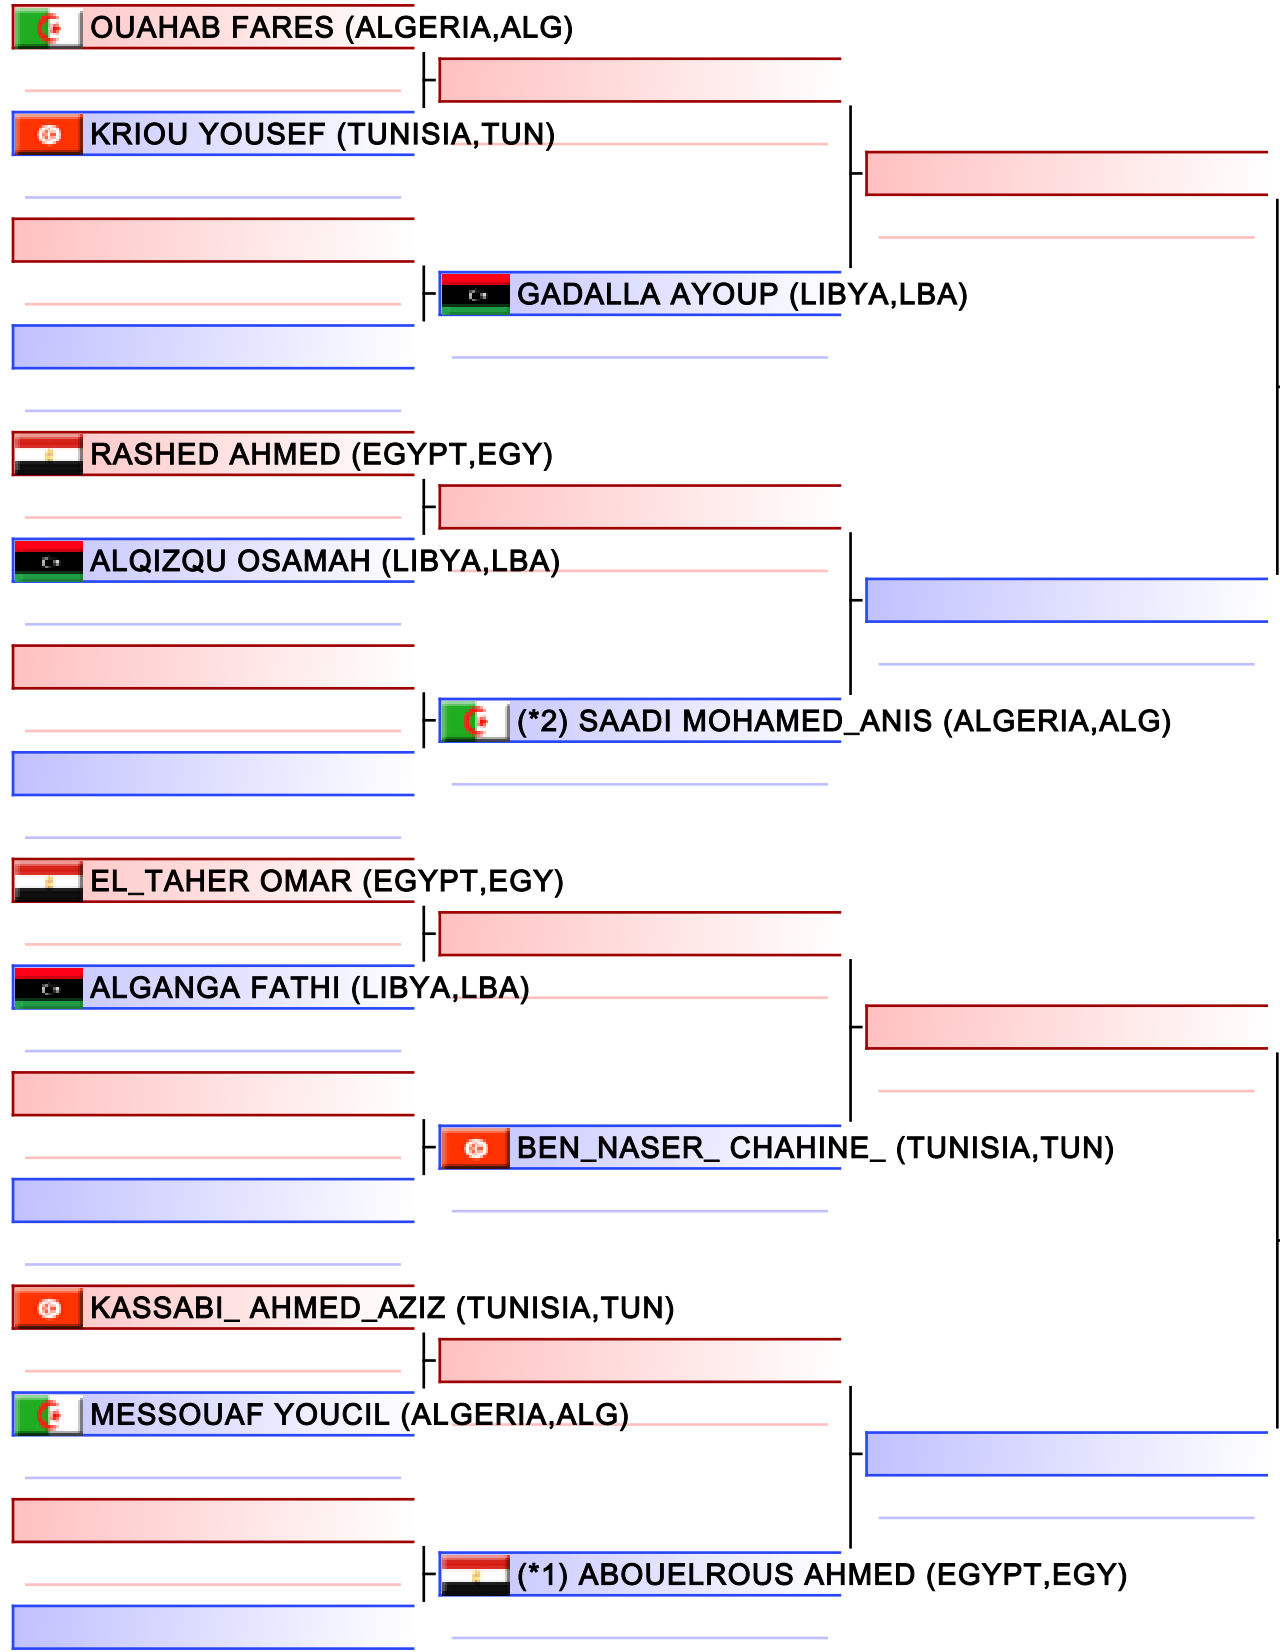 OUAHAB FARES (ALGERIA,ALG)
KRIOU YOUSEF (TUNISIA,TUN)
GADALLA AYOUP (LIBYA,LBA)
RASHED AHMED (EGYPT,EGY)
ALQIZQU OSAMAH (LIBYA,LBA)
(*2) SAADI MOHAMED_ANIS (ALGERIA,ALG)
EL_TAHER OMAR (EGYPT,EGY)
ALGANGA FATHI (LIBYA,LBA)
BEN_NASER_ CHAHINE_ (TUNISIA,TUN)
KASSABI_ AHMED_AZIZ (TUNISIA,TUN)
MESSOUAF YOUCIL (ALGERIA,ALG)
(*1) ABOUELROUS AHMED (EGYPT,EGY)